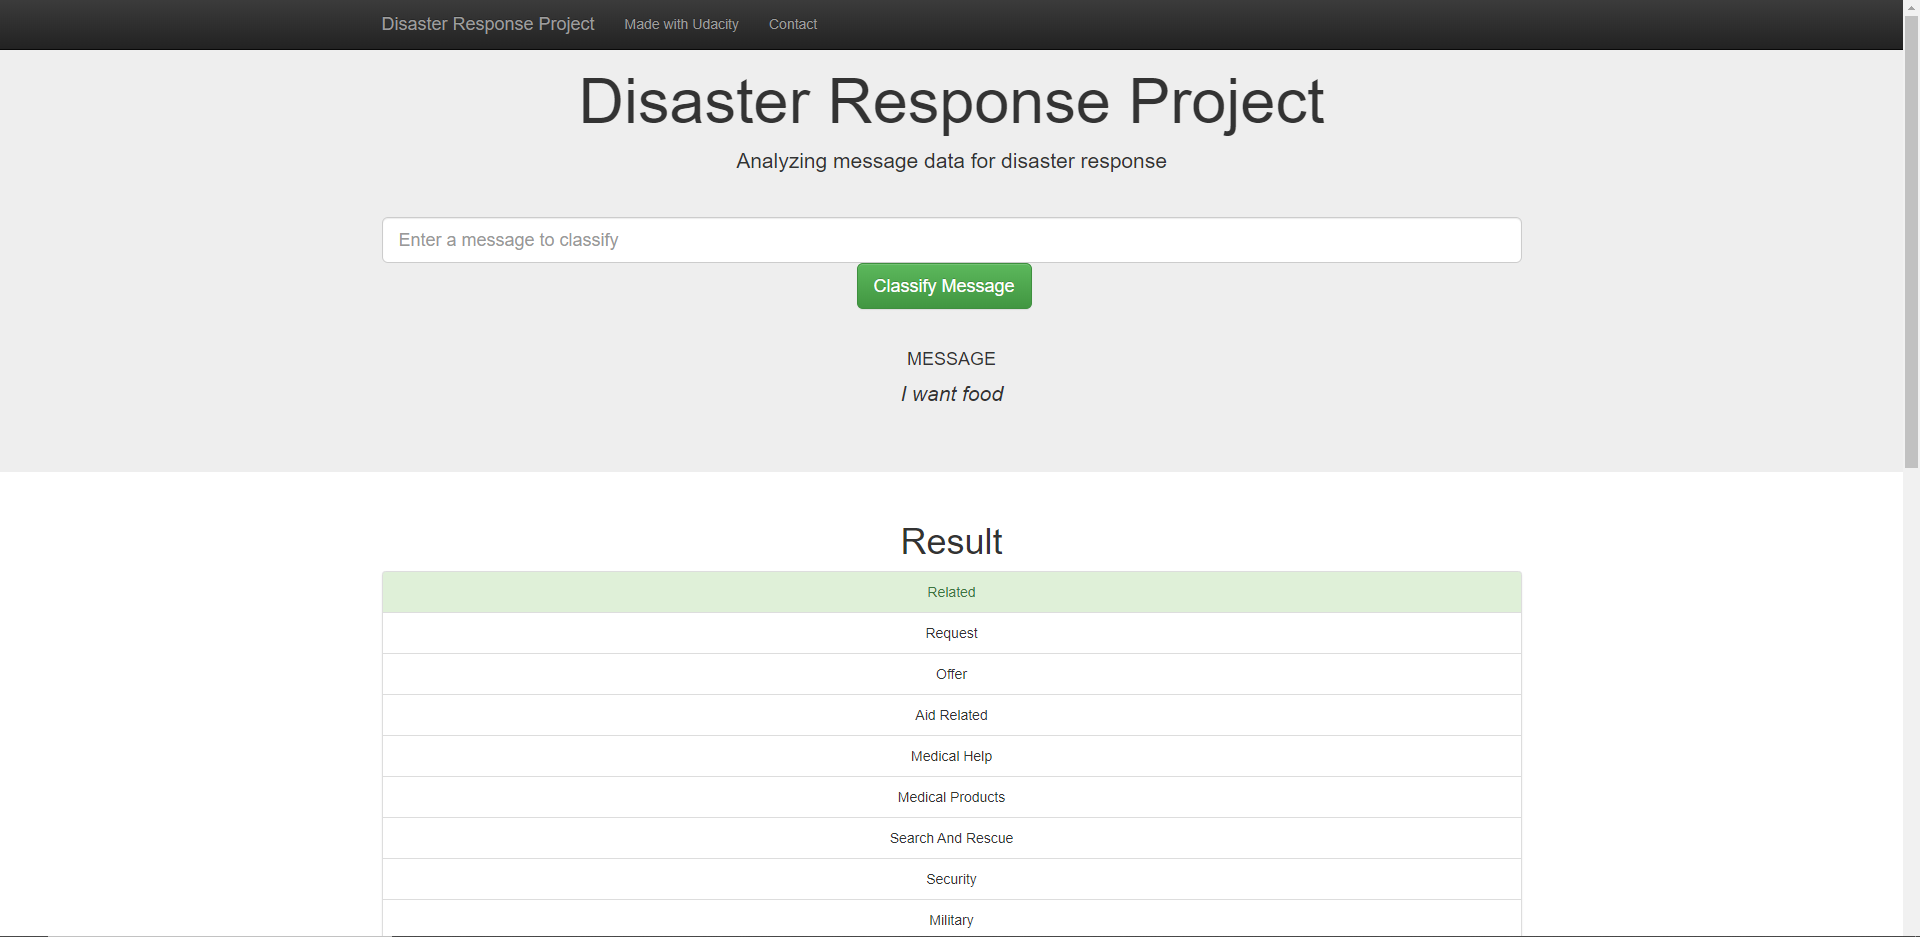 Disaster Response Project Made with Udacity Contact
Disaster Response Project
Analyzing message data for disaster response
Enter a message to classify
Classify Message
MESSAGE
I want food
Result
Related
Request
Offer
Aid Related
Medical Help
Medical Products
Search And Rescue
Security
Military